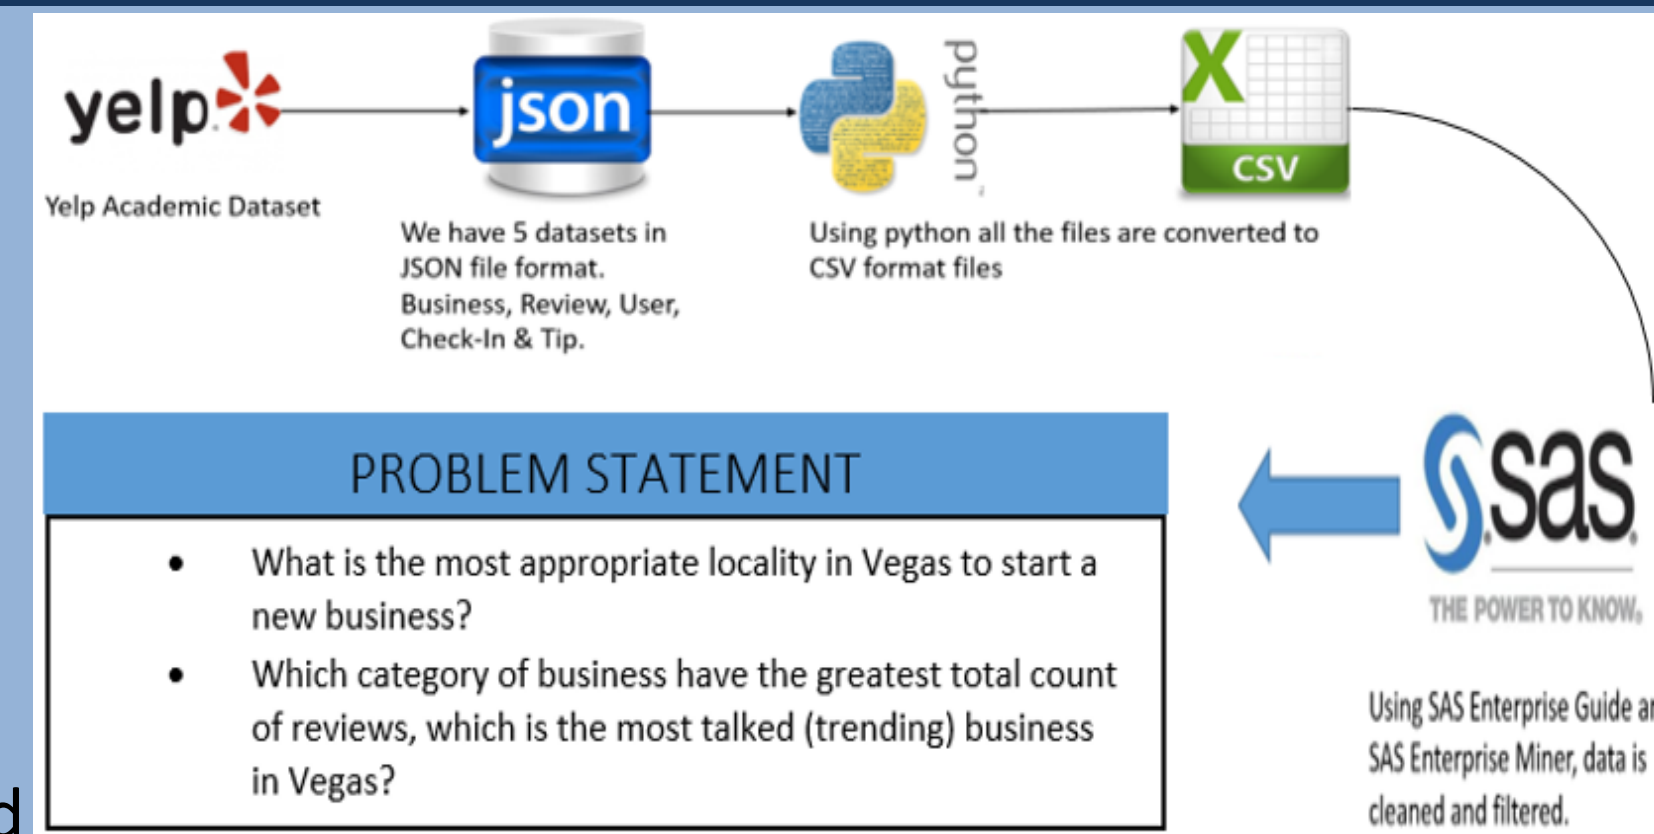 yelp
json
python
CSV
Yelp Academic Dataset
We have 5 datasets in
JSON file format.
Business, Review, User,
Check-In & Tip.
Using python all the files are converted to
CSV format files
PROBLEM STATEMENT
• What is the most appropriate locality in Vegas to start a
new business?
• Which category of business have the greatest total count
of reviews, which is the most talked (trending) business
in Vegas?
sas
THE POWER TO KNOW®
Using SAS Enterprise Guide
SAS Enterprise Miner, data is
cleaned and filtered.